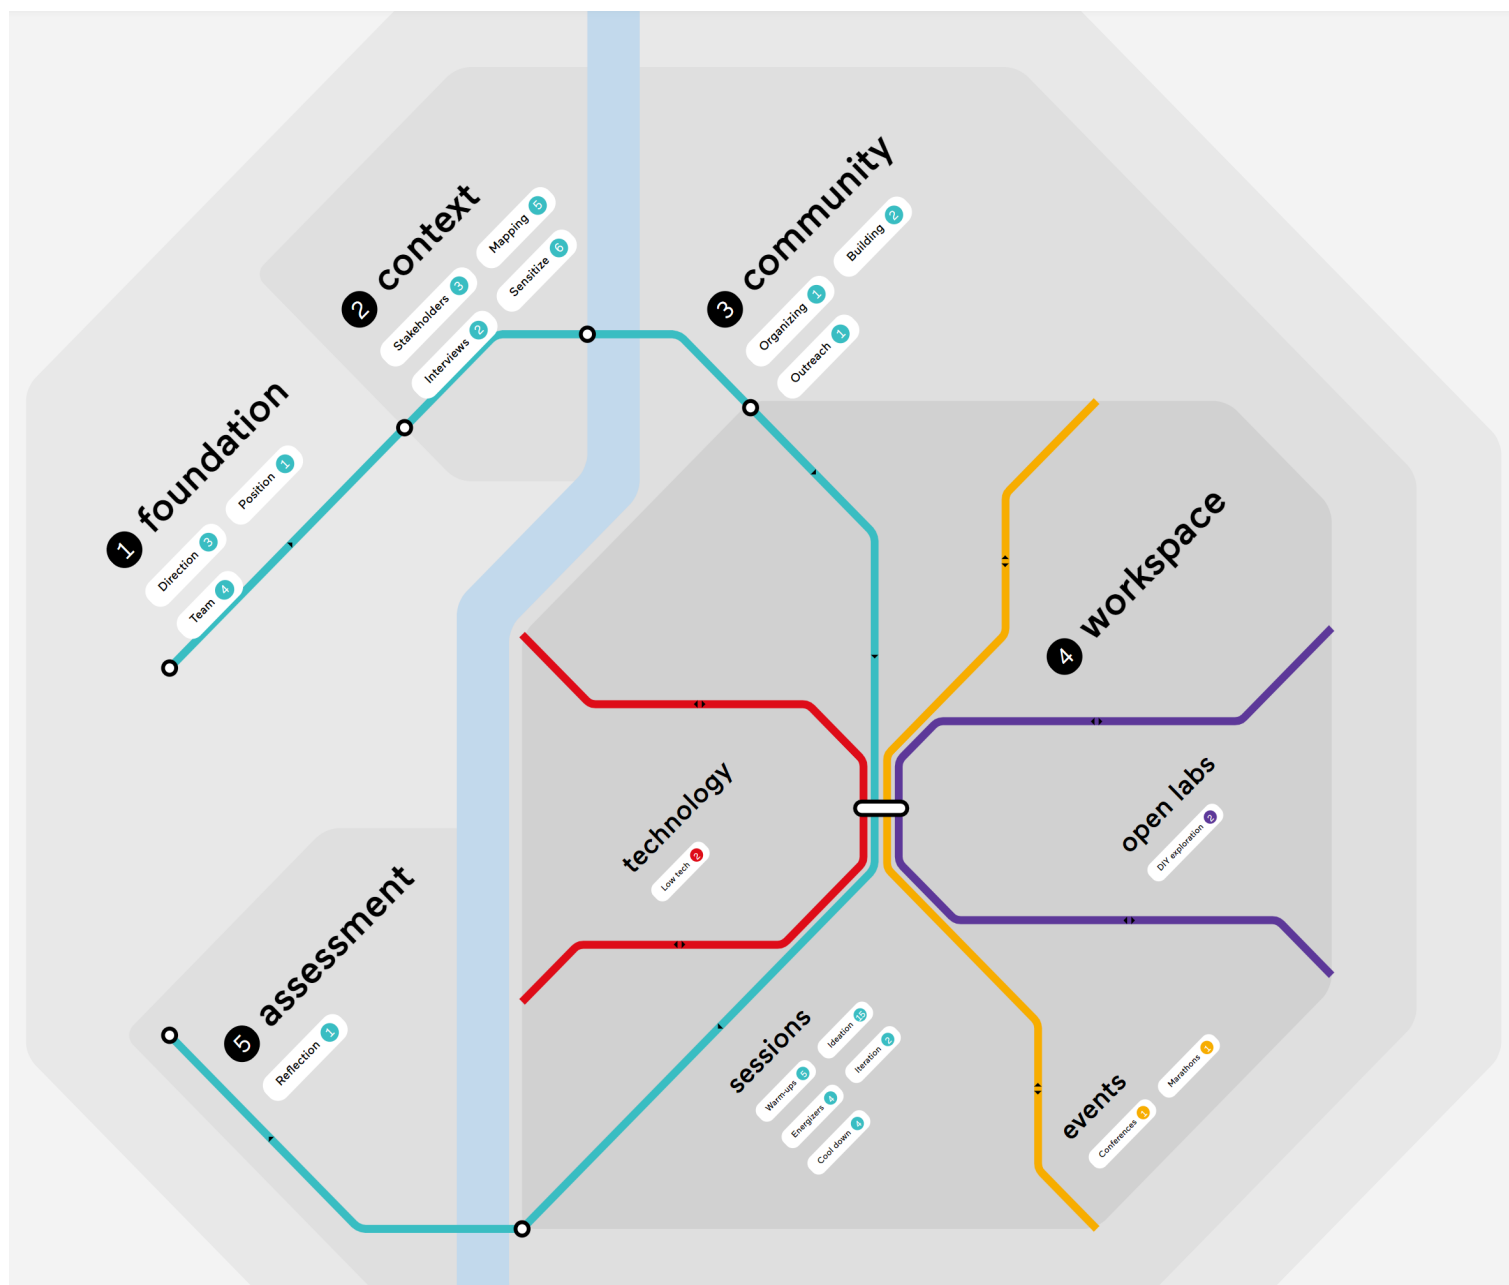 1 foundation
Position 1
Direction 3
Team 4
2 context
Mapping 5
Stakeholders 3
Sensitize 6
Interviews 2
3 community
Building 2
Organizing 1
Outreach 1
4 workspace
technology
Low tech 2
open labs
DIY exploration 2
sessions
Ideation 15
Warm-ups 5
Iteration 2
Energizers 4
Cool down 4
events
Marathons 1
Conferences 1
5 assessment
Reflection 1